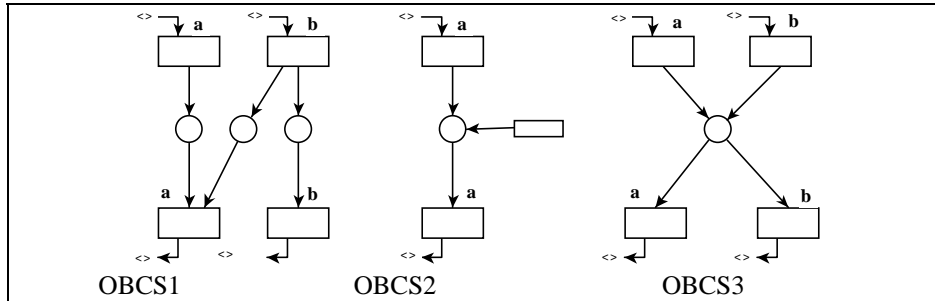 <> a <> b <> a <> a <> b
a b a a b
<> <> <> <> <>
OBCS1 OBCS2 OBCS3